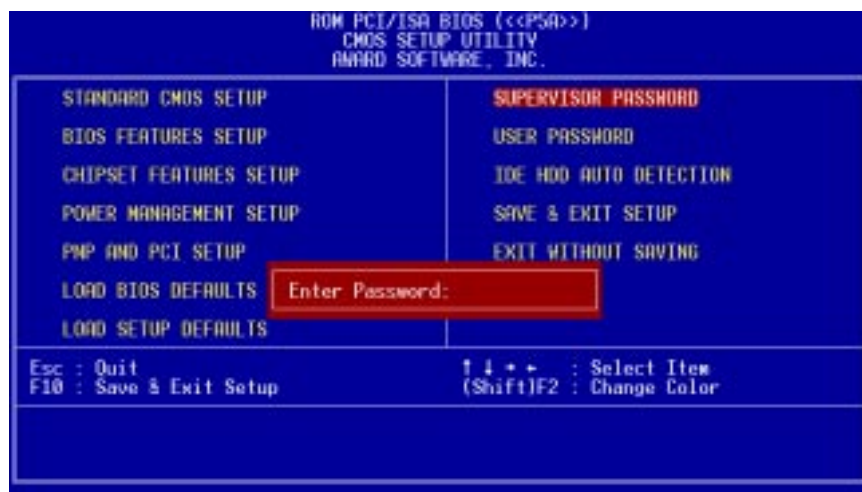 ROM PCI/ISA BIOS (<<P5A>>)
CMOS SETUP UTILITY
AWARD SOFTWARE, INC.
STANDARD CMOS SETUP
BIOS FEATURES SETUP
CHIPSET FEATURES SETUP
POWER MANAGEMENT SETUP
PNP AND PCI SETUP
LOAD BIOS DEFAULTS
LOAD SETUP DEFAULTS
SUPERVISOR PASSWORD
USER PASSWORD
IDE HDD AUTO DETECTION
SAVE & EXIT SETUP
EXIT WITHOUT SAVING
Enter Password:
Esc : Quit
F10 : Save & Exit Setup
↑ ↓ → ← : Select Item
(Shift)F2 : Change Color